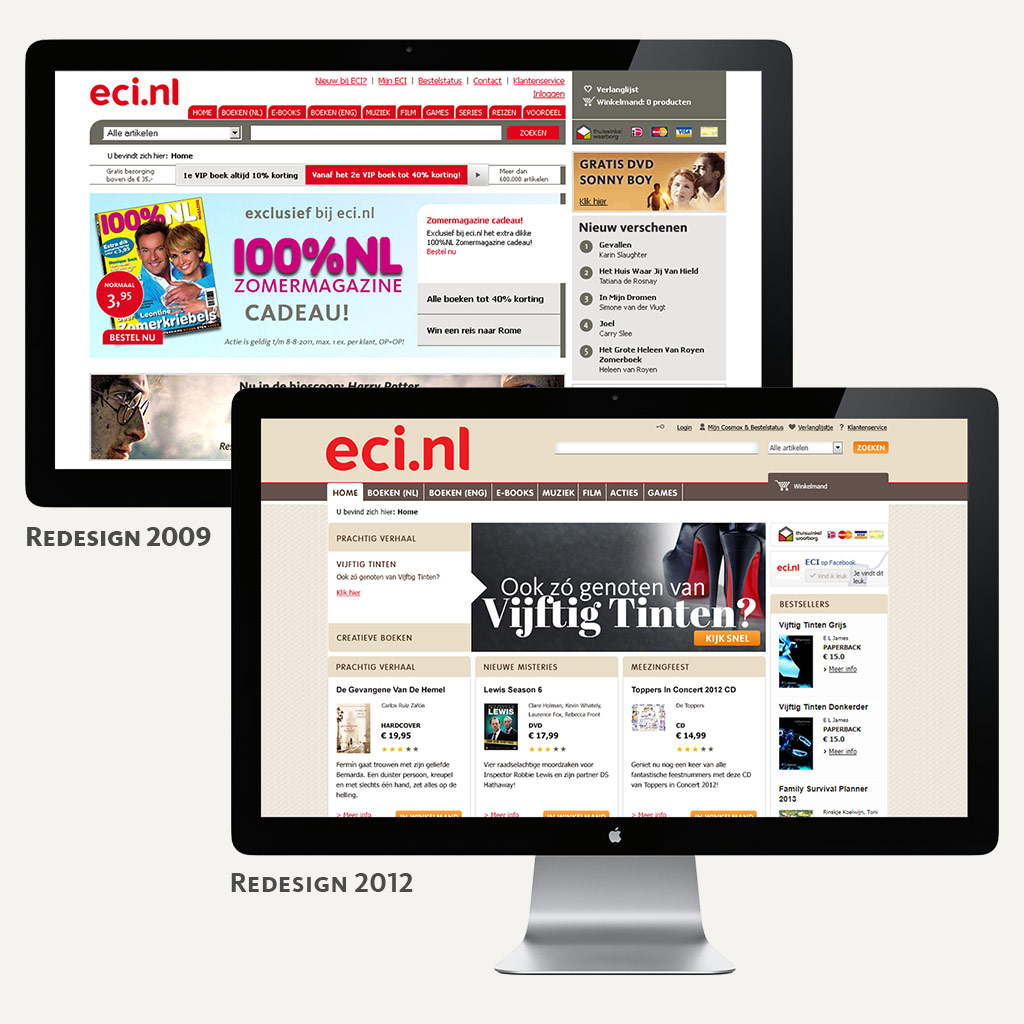 eci.nl
Nieuw bij ECI? | Mijn ECI | Bestelstatus | Contact | Klantenservice
Inloggen
HOME BOEKEN (NL) E-BOOKS BOEKEN (ENG) MUZIEK FILM GAMES SERIES REIZEN VOORDEEL
Alle artikelen
ZOEKEN
U bevindt zich hier: Home
Gratis bezorging
boven de € 35,-
1e VIP boek altijd 10% korting
Vanaf het 2e VIP boek tot 40% korting!
Meer dan
600.000 artikelen
Verlanglijst
Winkelmand: 0 producten
thuiswinkel
waarborg
VISA
GRATIS DVD
SONNY BOY
Klik hier
100%NL
MAGAZINE
Extra dik
NORMAAL
3,95
Leontine
Zomerkriebels
BESTEL NU
exclusief bij eci.nl
100%NL
ZOMERMAGAZINE
CADEAU!
Actie is geldig t/m 8-8-2011, max. 1 ex. per klant, OP=OP!
Zomermagazine cadeau!
Exclusief bij eci.nl het extra dikke
100%NL Zomermagazine cadeau!
Bestel nu
Alle boeken tot 40% korting
Win een reis naar Rome
Nieuw verschenen
1 Gevallen
Karin Slaughter
2 Het Huis Waar Jij Van Hield
Tatiana de Rosnay
3 In Mijn Dromen
Simone van der Vlugt
4 Joel
Carry Slee
5 Het Grote Heleen Van Royen
Zomerboek
Heleen van Royen
Nu in de bioscoop: Harry Potter
REDESIGN 2009
eci.nl
Login Mijn Cosmox & Bestelstatus Verlanglijstje ? Klantenservice
Alle artikelen
ZOEKEN
Winkelmand
HOME BOEKEN (NL) BOEKEN (ENG) E-BOOKS MUZIEK FILM ACTIES GAMES
U bevind zich hier: Home
PRACHTIG VERHAAL
VIJFTIG TINTEN
Ook zo genoten van Vijftig Tinten?
Klik hier
CREATIEVE BOEKEN
Ook zó genoten van
Vijftig Tinten?
KIJK SNEL
thuiswinkel
waarborg
VISA
eci.nl
ECI op Facebook
Vind ik leuk
Je vindt dit
leuk.
BESTSELLERS
Vijftig Tinten Grijs
E L James
PAPERBACK
€ 15.0
> Meer info
Vijftig Tinten Donkerder
E L James
PAPERBACK
€ 15.0
> Meer info
Family Survival Planner
2013
Rinskje Koelwijn, Toni
PRACHTIG VERHAAL
De Gevangene Van De Hemel
Carlos Ruiz Zafón
HARDCOVER
€ 19,95
Fermin gaat trouwen met zijn geliefde
Bernarda. Een duister persoon, kreupel
en met slechts één hand, zet alles op de
helling.
> Meer info
IN WINKELMAND
NIEUWE MISTERIES
Lewis Season 6
LEWIS
Clare Holman, Kevin Whately,
Laurence Fox, Rebecca Front
DVD
€ 17,99
Vier raadselachtige moordzaken voor
Inspector Robbie Lewis en zijn partner DS
Hathaway!
> Meer info
IN WINKELMAND
MEEZINGFEEST
Toppers In Concert 2012 CD
De Toppers
CD
€ 14,99
Geniet nu nog een keer van alle
fantastische feestnummers met deze CD
van Toppers in Concert 2012!
> Meer info
IN WINKELMAND
REDESIGN 2012